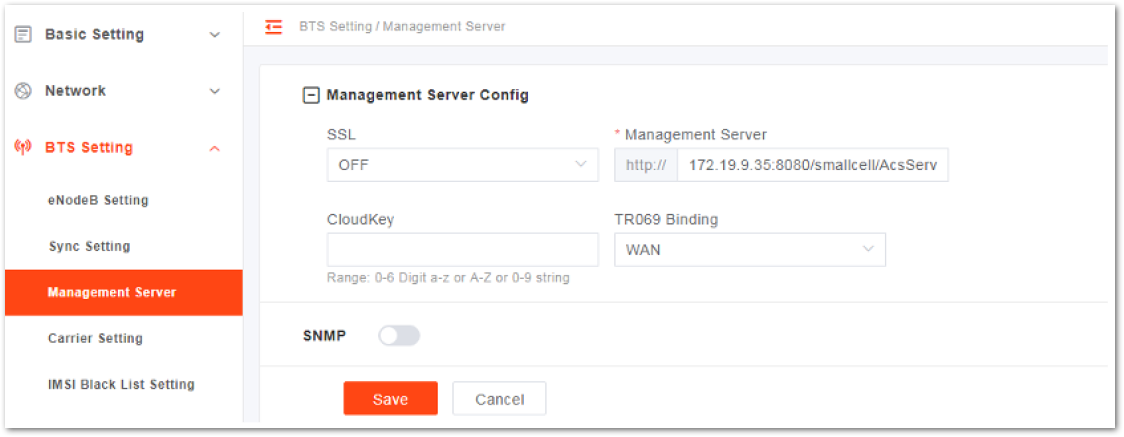 Basic Setting
Network
BTS Setting
eNodeB Setting
Sync Setting
Management Server
Carrier Setting
IMSI Black List Setting
BTS Setting / Management Server
Management Server Config
SSL
OFF
* Management Server
http:// 172.19.9.35:8080/smallcell/AcsServ
CloudKey
Range: 0-6 Digit a-z or A-Z or 0-9 string
TR069 Binding
WAN
SNMP
Save Cancel